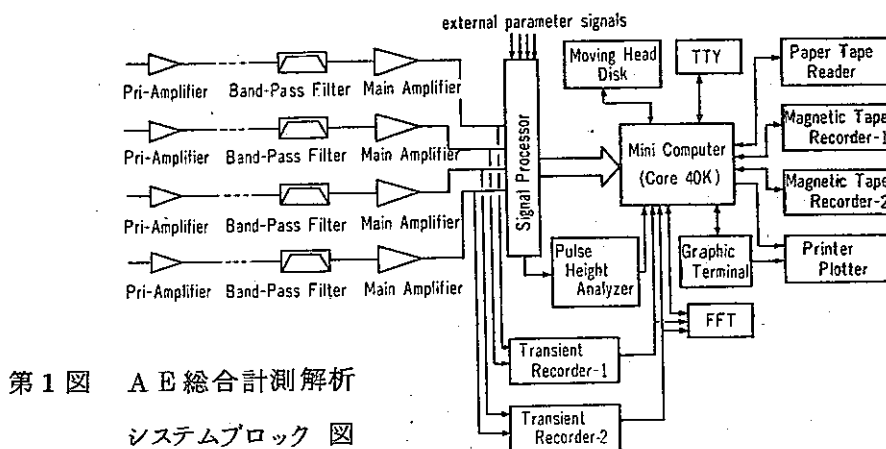 external parameter signals
Pri-Amplifier Band-Pass Filter Main Amplifier
Pri-Amplifier Band-Pass Filter Main Amplifier
Pri-Amplifier Band-Pass Filter Main Amplifier
Pri-Amplifier Band-Pass Filter Main Amplifier
Signal Processor
Moving Head
Disk
TTY
Paper Tape
Reader
Magnetic Tape
Recorder-1
Mini Computer
(Core 40K)
Magnetic Tape
Recorder-2
Pulse
Height
Analyzer
Graphic
Terminal
Printer
Plotter
FFT
Transient
Recorder-1
Transient
Recorder-2
第1図 AE総合計測解析
システムブロック 図